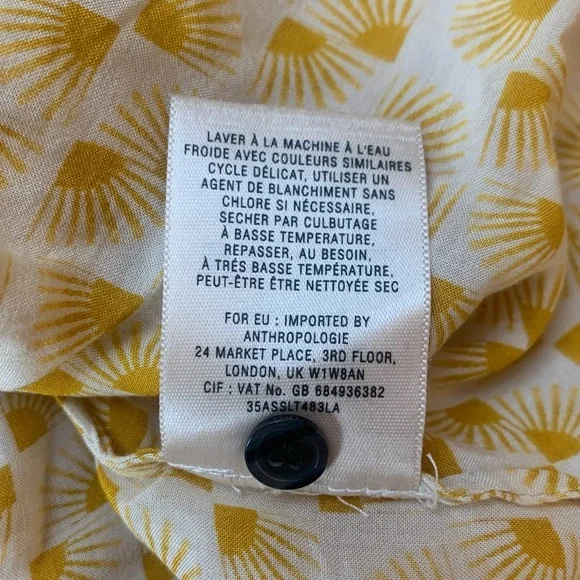 LAVER À LA MACHINE À L'EAU
FROIDE AVEC COULEURS SIMILAIRES
CYCLE DÉLICAT, UTILISER UN
AGENT DE BLANCHIMENT SANS
CHLORE SI NÉCESSAIRE,
SECHER PAR CULBUTAGE
À BASSE TEMPERATURE,
REPASSER, AU BESOIN,
À TRÉS BASSE TEMPÉRATURE,
PEUT-ÊTRE ÊTRE NETTOYÉE SEC
FOR EU : IMPORTED BY
ANTHROPOLOGIE
24 MARKET PLACE, 3RD FLOOR,
LONDON, UK W1W8AN
CIF : VAT No. GB 684936382
35ASSLT483LA